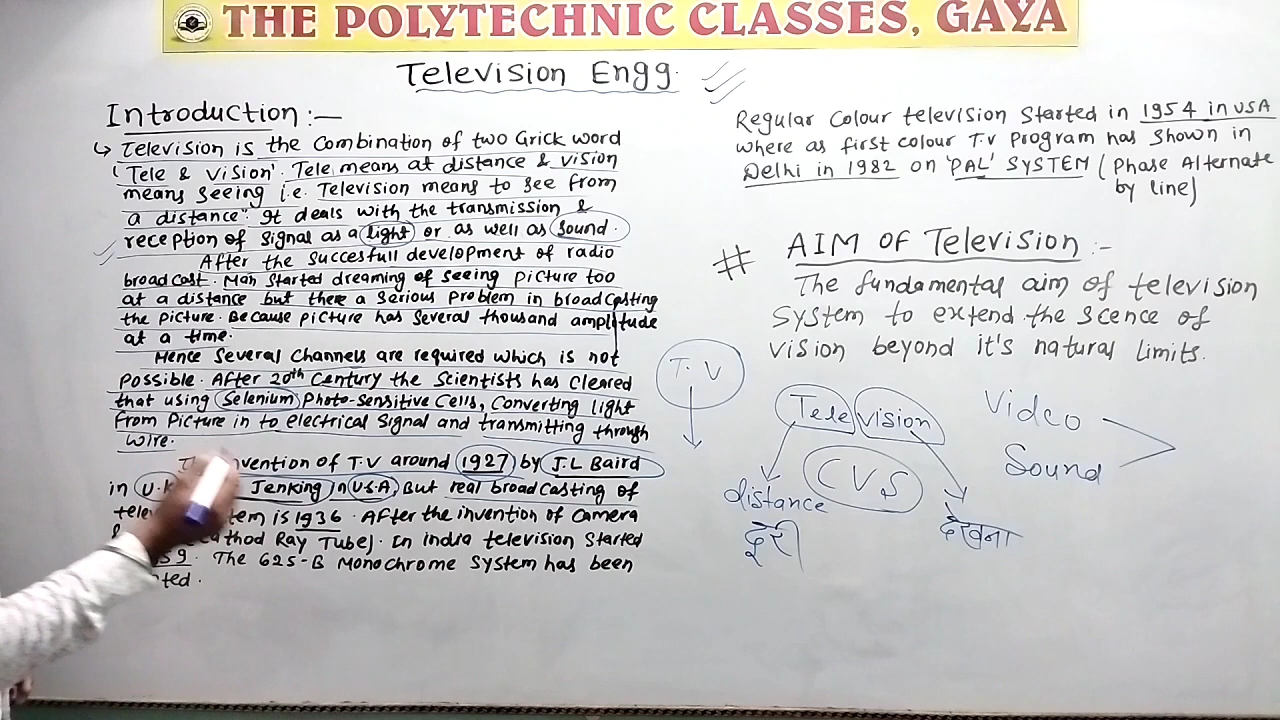 THE POLYTECHNIC CLASSES, GAYA
Television Engg.
Introduction :-
Television is the Combination of two Grick word
'Tele & Vision'. Tele means at distance & vision
means seeing i.e. Television means to see from
a distance". It deals with the transmission &
reception of signal as a light or as well as sound.
After the Succesfull development of radio
broadcast. Man started dreaming of seeing picture too
at a distance but there a serious problem in broadcasting
the picture. Because picture has several thousand amplitude
at a time.
Hence Several Channels are required which is not
Possible. After 20th Century the Scientists has cleared
that using Selenium Photo-Sensitive Cells, Converting light
from Picture in to electrical Signal and transmitting through
wire.
vention of T.V around 1927 by J.L Baird
in U.K Jenking in U.S.A, But real broadcasting of
tele tem is 1936. After the invention of Camera
& athod Ray Tube). In india television Started
59. The 625-B Monochrome System has been
ted.
Regular Colour television Started in 1954 in USA
where as first colour T.V Program has shown in
Delhi in 1982 on 'PAL' SYSTEM (Phase Alternate
by line)
# AIM OF Television :-
The fundamental aim of television
System to extend the scence of
vision beyond it's natural limits.
T.V
Tele vision
CVS
distance
दूरी
देखना
Video
Sound